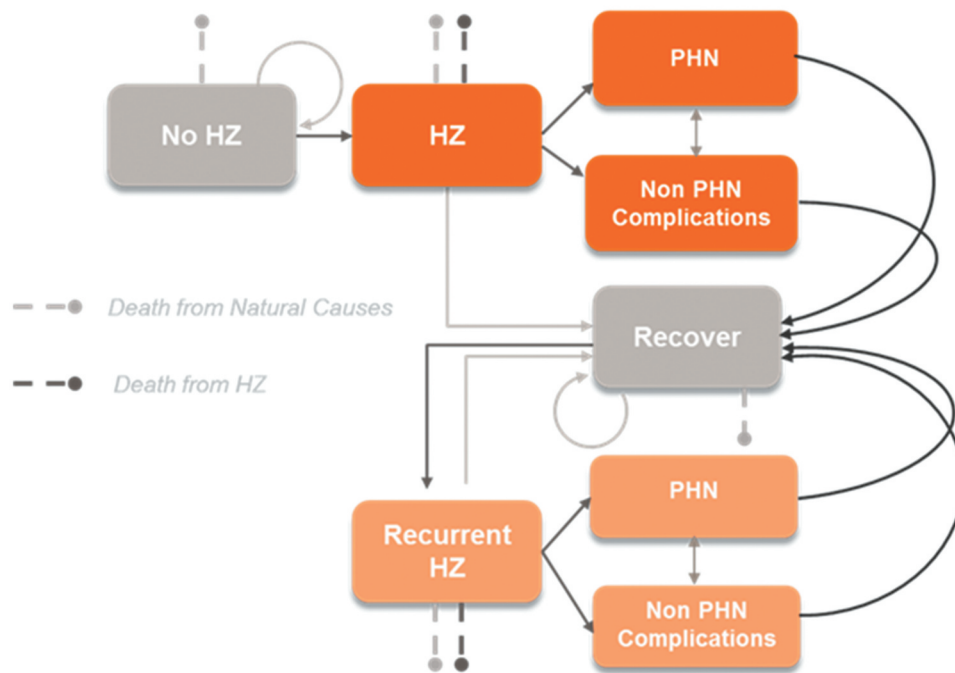 PHN
No HZ
HZ
Non PHN
Complications
Death from Natural Causes
Recover
Death from HZ
PHN
Recurrent
HZ
Non PHN
Complications